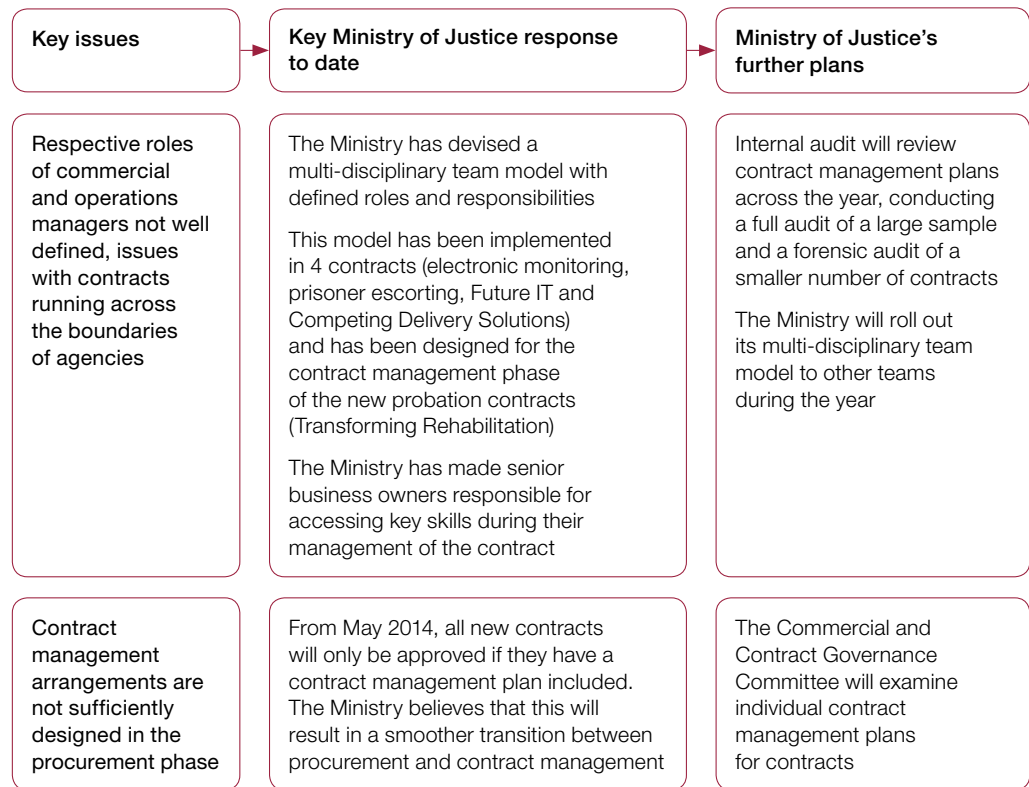 Key issues
Key Ministry of Justice response
to date
Ministry of Justice's
further plans
Respective roles
of commercial
and operations
managers not well
defined, issues
with contracts
running across
the boundaries
of agencies
The Ministry has devised a
multi-disciplinary team model with
defined roles and responsibilities
This model has been implemented
in 4 contracts (electronic monitoring,
prisoner escorting, Future IT and
Competing Delivery Solutions)
and has been designed for the
contract management phase
of the new probation contracts
(Transforming Rehabilitation)
The Ministry has made senior
business owners responsible for
accessing key skills during their
management of the contract
Internal audit will review
contract management plans
across the year, conducting
a full audit of a large sample
and a forensic audit of a
smaller number of contracts
The Ministry will roll out
its multi-disciplinary team
model to other teams
during the year
Contract
management
arrangements are
not sufficiently
designed in the
procurement phase
From May 2014, all new contracts
will only be approved if they have a
contract management plan included.
The Ministry believes that this will
result in a smoother transition between
procurement and contract management
The Commercial and
Contract Governance
Committee will examine
individual contract
management plans
for contracts